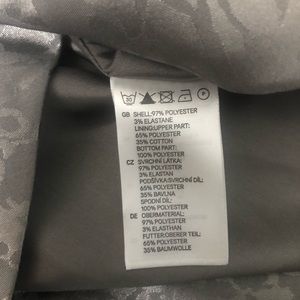 30
GB SHELL:97% POLYESTER
3% ELASTANE
LINING:UPPER PART:
65% POLYESTER
35% COTTON
BOTTOM PART:
100% POLYESTER
CZ SVRCHNÍ LÁTKA:
97% POLYESTER
3% ELASTAN
PODŠÍVKA:SVRCHNÍ DÍL:
65% POLYESTER
35% BAVLNA
SPODNÍ DÍL:
100% POLYESTER
DE OBERMATERIAL:
97% POLYESTER
3% ELASTHAN
FUTTER:OBERER TEIL:
65% POLYESTER
35% BAUMWOLLE